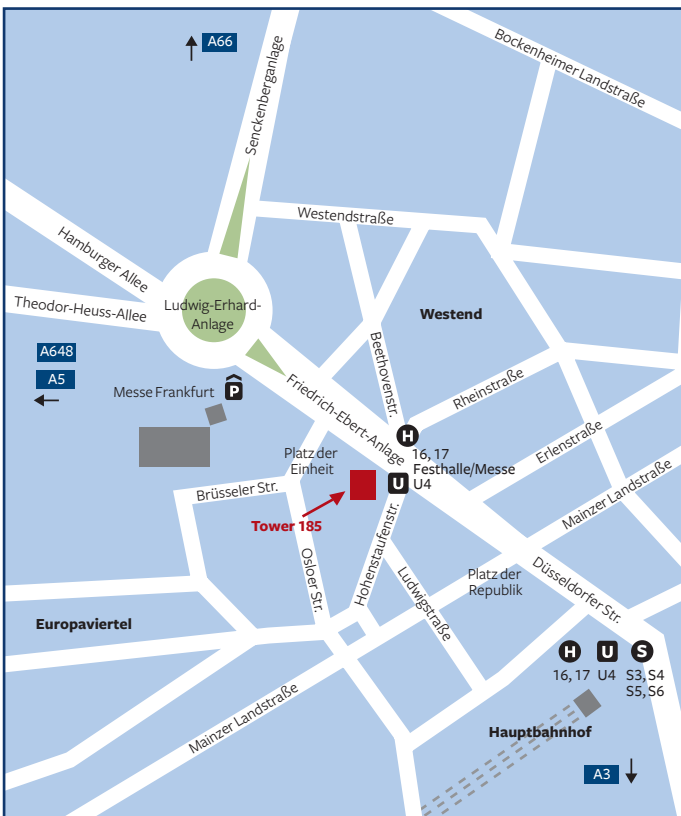 A66
Bockenheimer Landstraße
Senckenberganlage
Westendstraße
Hamburger Allee
Theodor-Heuss-Allee
Ludwig-Erhard-
Anlage
Westend
A648
A5
Messe Frankfurt
P
Beethovenstr.
Friedrich-Ebert-Anlage
Rheinstraße
H
16, 17
Festhalle/Messe
U
U4
Erlenstraße
Mainzer Landstraße
Platz der
Einheit
Brüsseler Str.
Tower 185
Hohenstaufenstr.
Osloer Str.
Ludwigstraße
Platz der
Republik
Düsseldorfer Str.
Europaviertel
H U S
16, 17 U4 S3, S4
S5, S6
Mainzer Landstraße
Hauptbahnhof
A3